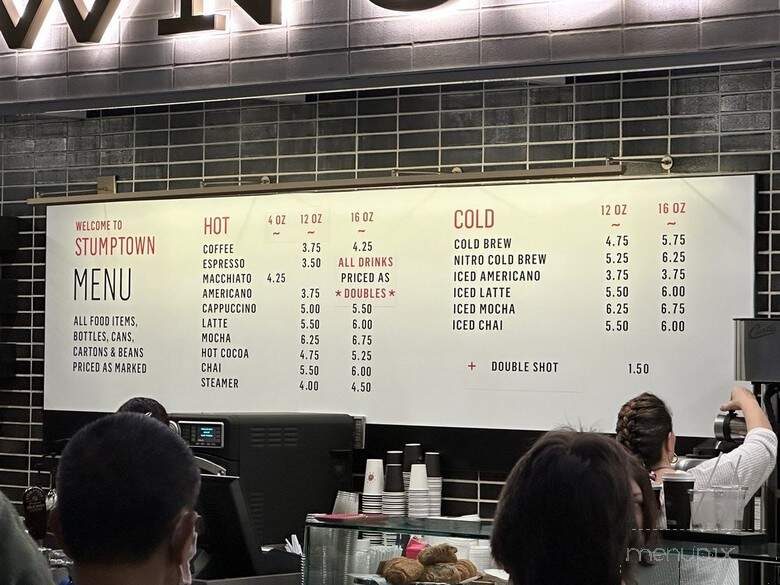 WELCOME TO
STUMPTOWN
MENU
ALL FOOD ITEMS,
BOTTLES, CANS,
CARTONS & BEANS
PRICED AS MARKED
HOT 4 OZ 12 OZ 16 OZ
~ ~ ~
COFFEE 3.75 4.25
ESPRESSO 3.50 ALL DRINKS
MACCHIATO 4.25 PRICED AS
AMERICANO 3.75 *DOUBLES*
CAPPUCCINO 5.00 5.50
LATTE 5.50 6.00
MOCHA 6.25 6.75
HOT COCOA 4.75 5.25
CHAI 5.50 6.00
STEAMER 4.00 4.50
COLD 12 OZ 16 OZ
~ ~
COLD BREW 4.75 5.75
NITRO COLD BREW 5.25 6.25
ICED AMERICANO 3.75 3.75
ICED LATTE 5.50 6.00
ICED MOCHA 6.25 6.75
ICED CHAI 5.50 6.00
+ DOUBLE SHOT 1.50
menupix